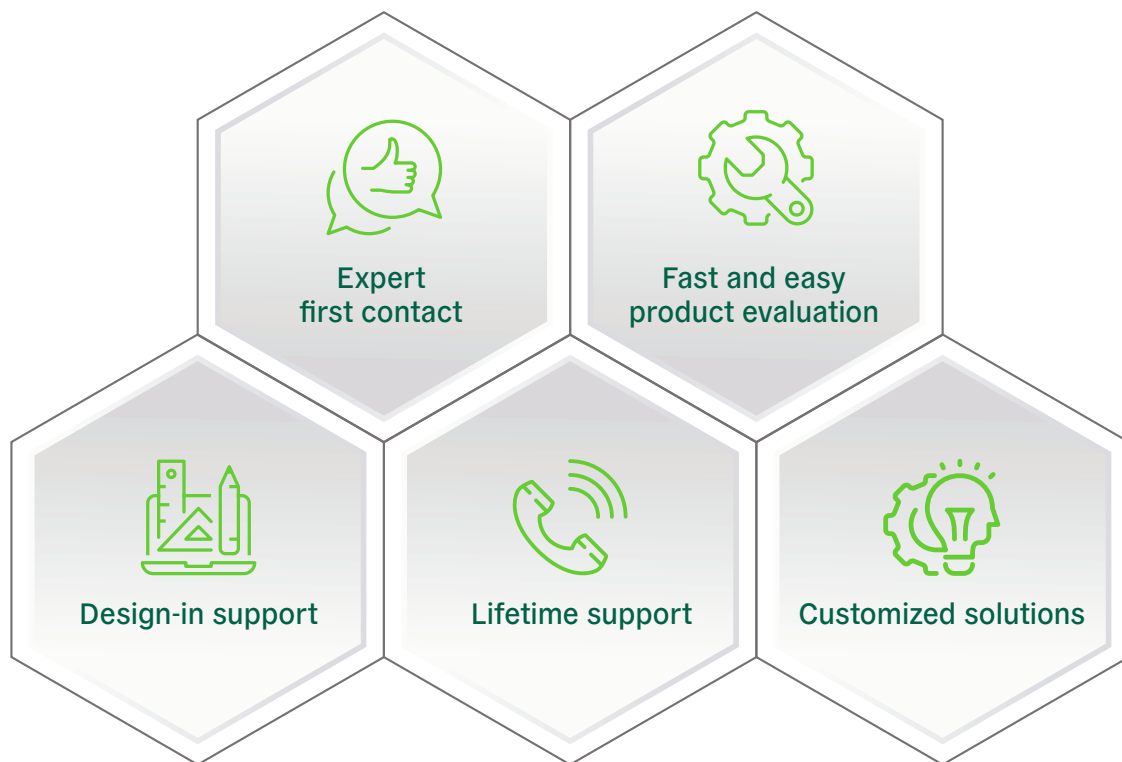 Expert
first contact
Fast and easy
product evaluation
Design-in support
Lifetime support
Customized solutions